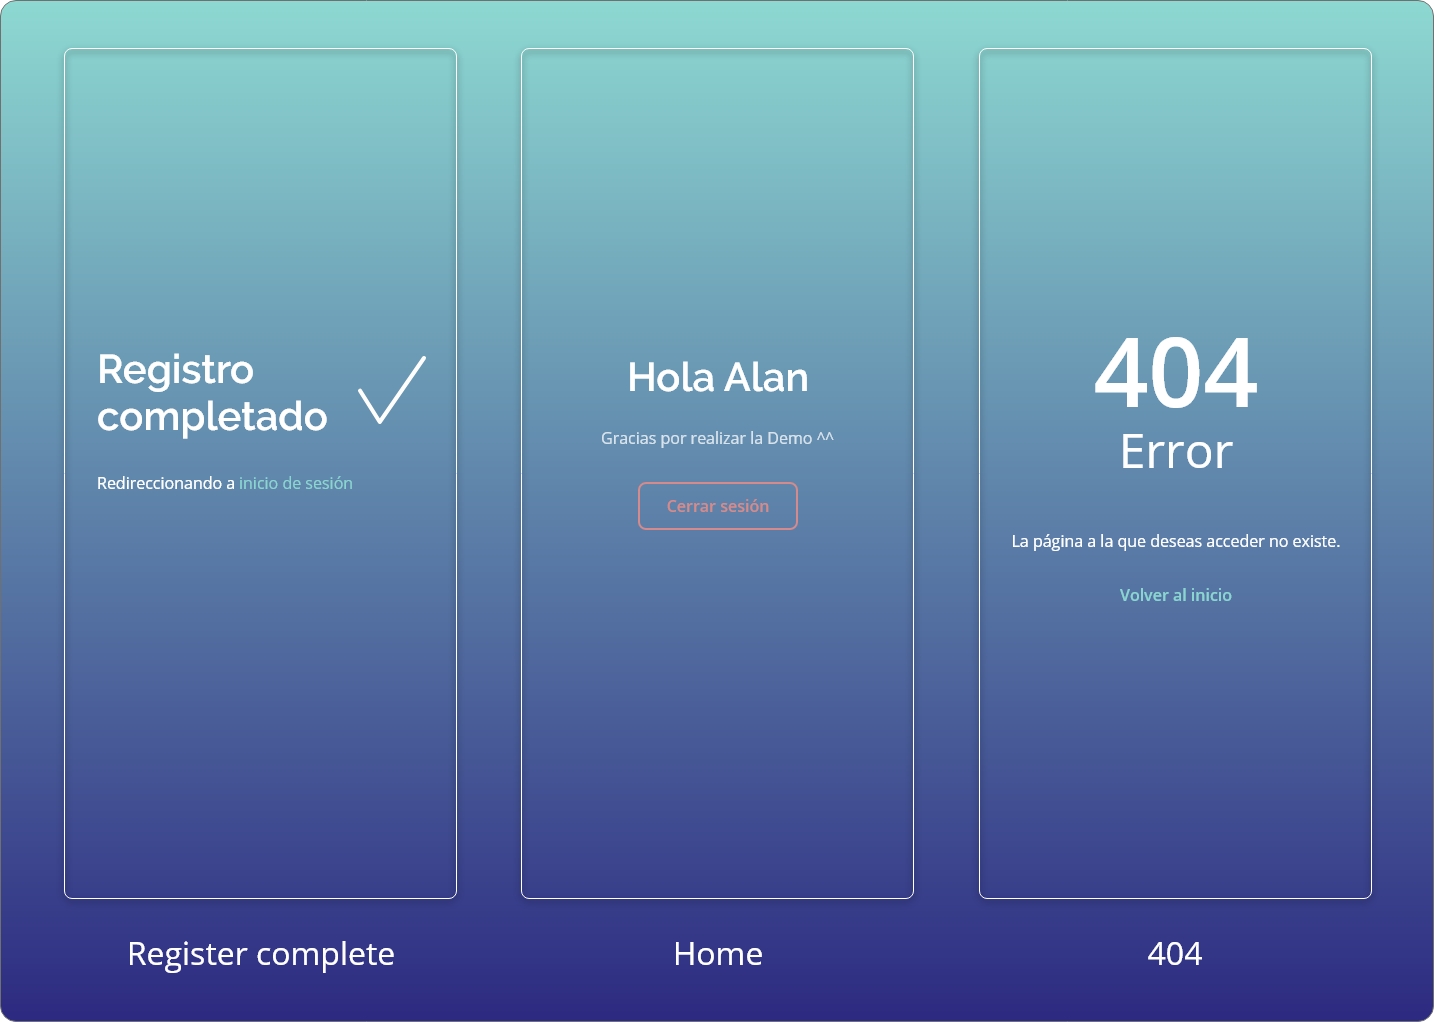 Registro
completado
Redireccionando a inicio de sesión
Hola Alan
Gracias por realizar la Demo ^^
Cerrar sesión
404
Error
La página a la que deseas acceder no existe.
Volver al inicio
Register complete
Home
404